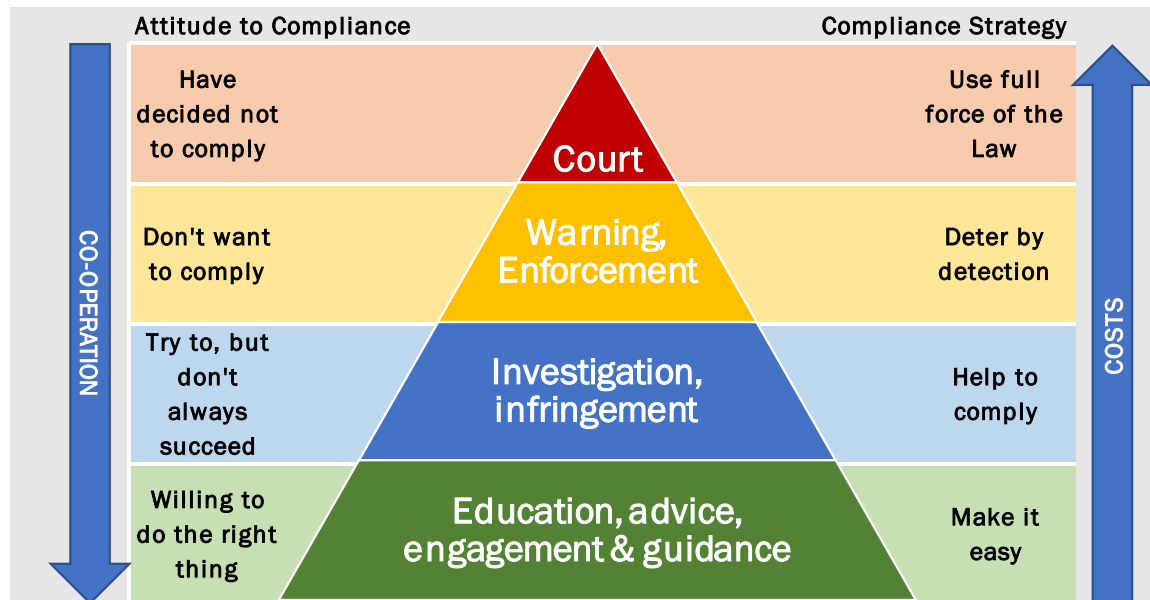 Attitude to Compliance
Compliance Strategy
Have
decided not
to comply
Court
Use full
force of the
Law
Don't want
to comply
Warning,
Enforcement
Deter by
detection
Try to, but
don't
always
succeed
Investigation,
infringement
Help to
comply
Willing to
do the right
thing
Education, advice,
engagement & guidance
Make it
easy
CO-OPERATION
COSTS